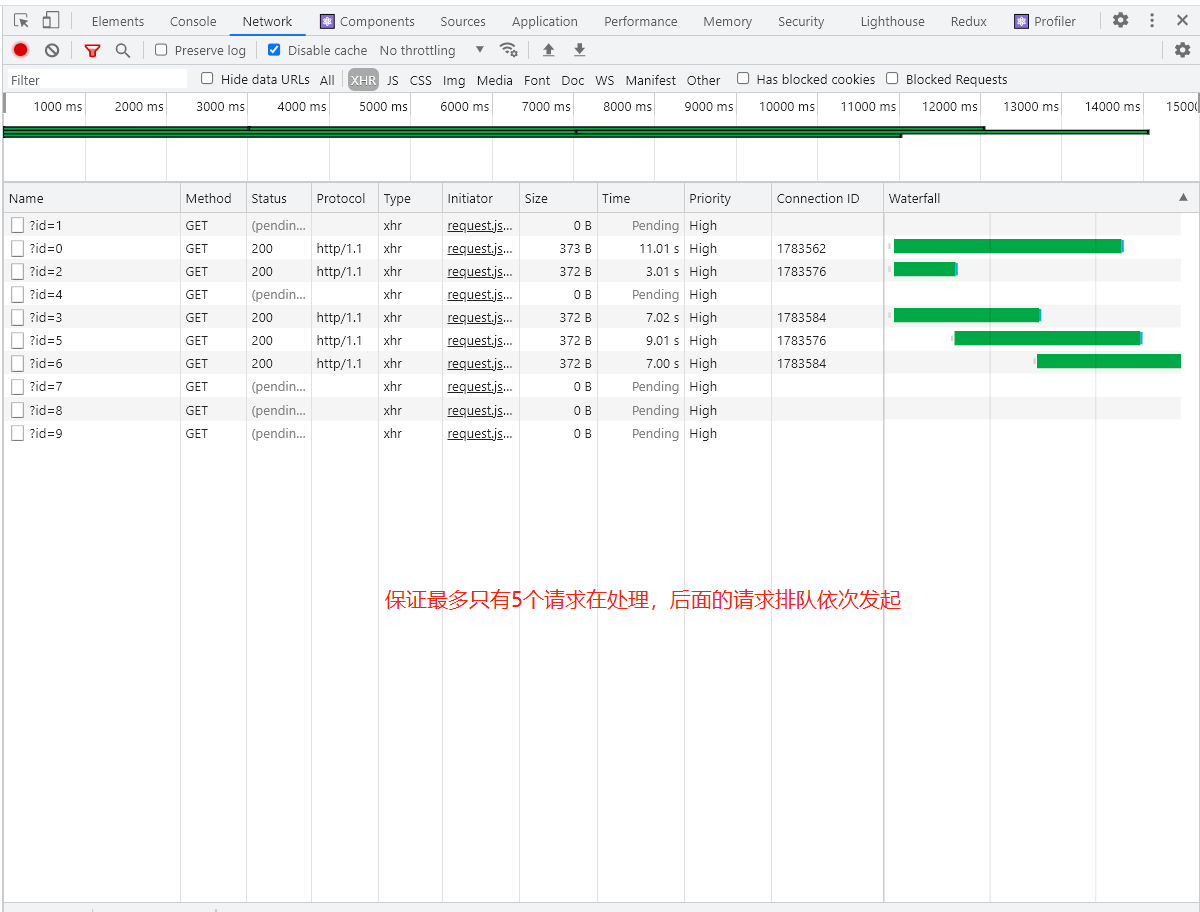 Elements Console Network Components Sources Application Performance Memory Security Lighthouse Redux Profiler
Preserve log Disable cache No throttling
Filter Hide data URLs All XHR JS CSS Img Media Font Doc WS Manifest Other Has blocked cookies Blocked Requests
1000 ms 2000 ms 3000 ms 4000 ms 5000 ms 6000 ms 7000 ms 8000 ms 9000 ms 10000 ms 11000 ms 12000 ms 13000 ms 14000 ms 15000
Name Method Status Protocol Type Initiator Size Time Priority Connection ID Waterfall
?id=1 GET (pendin... xhr request.js... 0 B Pending High
?id=0 GET 200 http/1.1 xhr request.js... 373 B 11.01 s High 1783562
?id=2 GET 200 http/1.1 xhr request.js... 372 B 3.01 s High 1783576
?id=4 GET (pendin... xhr request.js... 0 B Pending High
?id=3 GET 200 http/1.1 xhr request.js... 372 B 7.02 s High 1783584
?id=5 GET 200 http/1.1 xhr request.js... 372 B 9.01 s High 1783576
?id=6 GET 200 http/1.1 xhr request.js... 372 B 7.00 s High 1783584
?id=7 GET (pendin... xhr request.js... 0 B Pending High
?id=8 GET (pendin... xhr request.js... 0 B Pending High
?id=9 GET (pendin... xhr request.js... 0 B Pending High
保证最多只有5个请求在处理，后面的请求排队依次发起